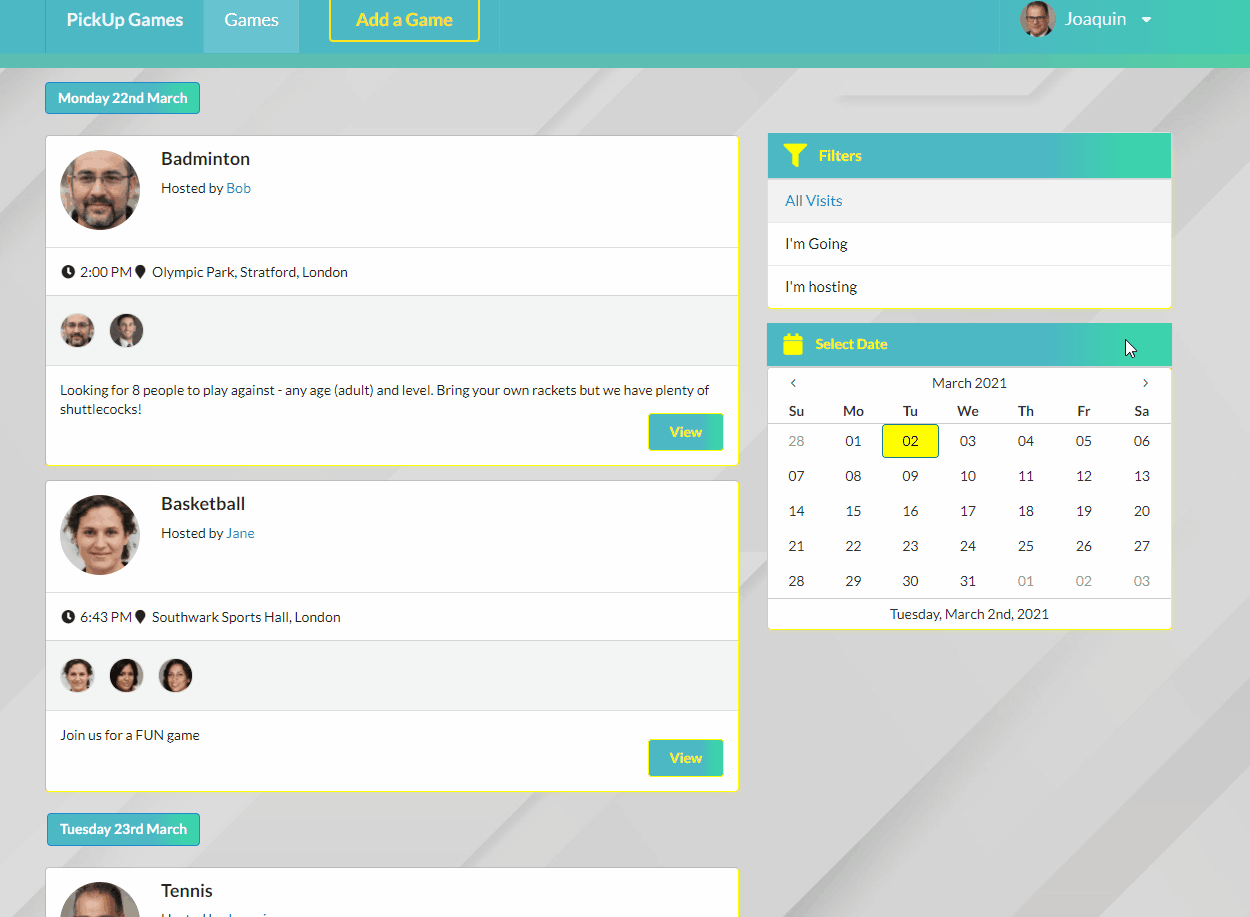 PickUp Games
Games
Add a Game
Joaquin
Monday 22nd March
Badminton
Hosted by Bob
2:00 PM Olympic Park, Stratford, London
Looking for 8 people to play against - any age (adult) and level. Bring your own rackets but we have plenty of
shuttlecocks!
View
Basketball
Hosted by Jane
6:43 PM Southwark Sports Hall, London
Join us for a FUN game
View
Tuesday 23rd March
Tennis
Filters
All Visits
I'm Going
I'm hosting
Select Date
March 2021
Su Mo Tu We Th Fr Sa
28 01 02 03 04 05 06
07 08 09 10 11 12 13
14 15 16 17 18 19 20
21 22 23 24 25 26 27
28 29 30 31 01 02 03
Tuesday, March 2nd, 2021